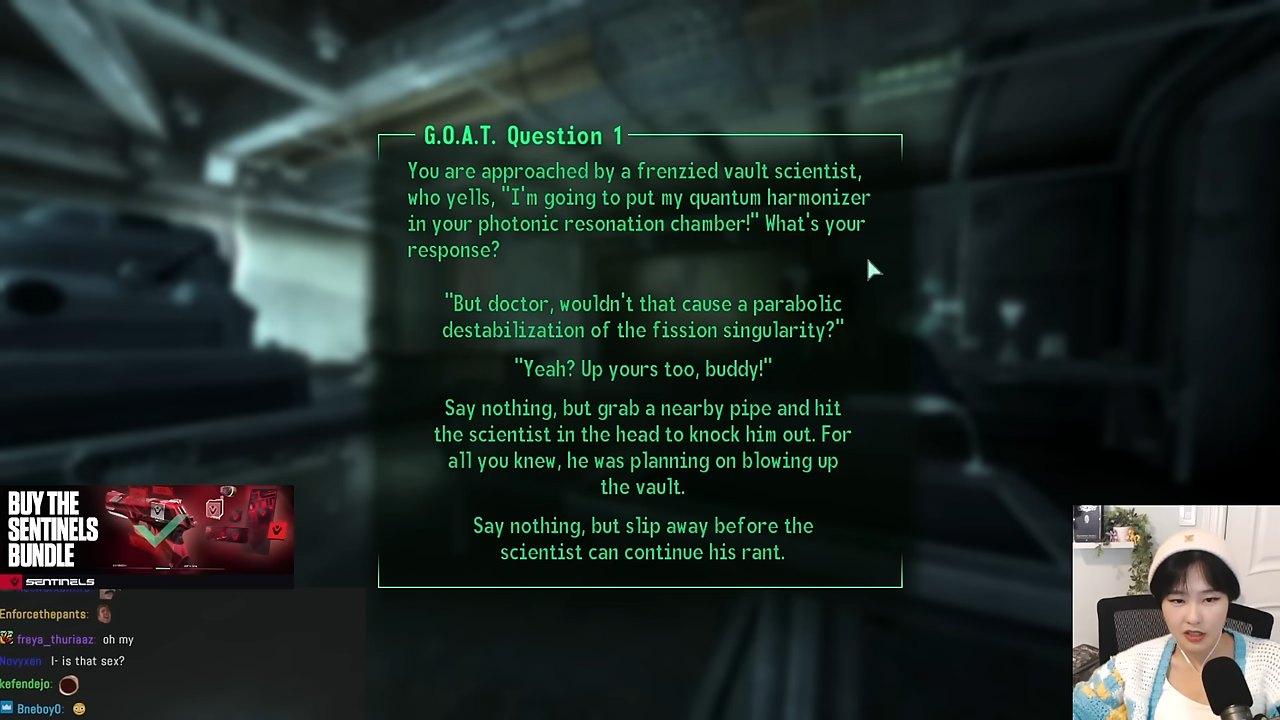 G.O.A.T. Question 1
You are approached by a frenzied vault scientist,
who yells, "I'm going to put my quantum harmonizer
in your photonic resonation chamber!" What's your
response?
"But doctor, wouldn't that cause a parabolic
destabilization of the fission singularity?"
"Yeah? Up yours too, buddy!"
Say nothing, but grab a nearby pipe and hit
the scientist in the head to knock him out. For
all you knew, he was planning on blowing up
the vault.
Say nothing, but slip away before the
scientist can continue his rant.
BUY THE
SENTINELS
BUNDLE
SENTINELS
Enforcethepants:
freya_thuriaaz: oh my
Novyxen: I- is that sex?
kefendejo:
BneboyO: